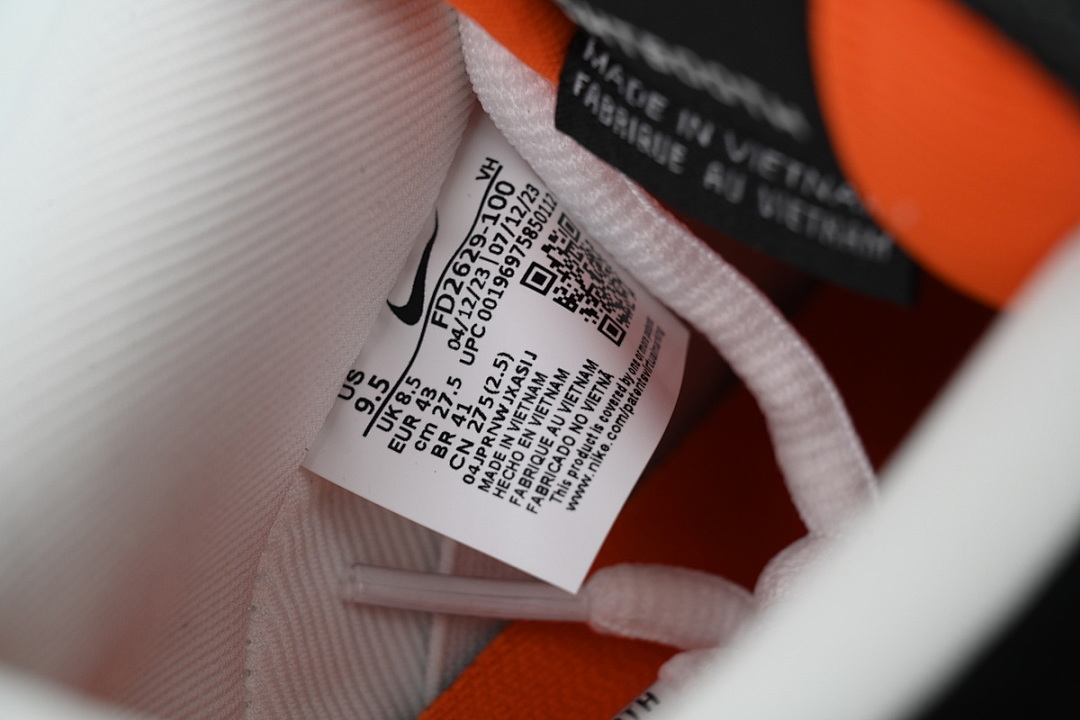 MADE IN VIETNA
FABRIQUE AU VIETNAM
VH
FD2629-100
04/12/23 | 07/12/23
UPC 00196975850112
US
9.5
UK 8.5
EUR 43
cm 27.5
BR 41
CN 275(2.5)
04JPRNWJXASIJ
MADE IN VIETNAM
HECHO EN VIETNAM
FABRIQUE AU VIETNAM
FABRICADO NO VIETNÃ
This product is covered by one or more patents
www.nike.com/patentsvirtualmarking